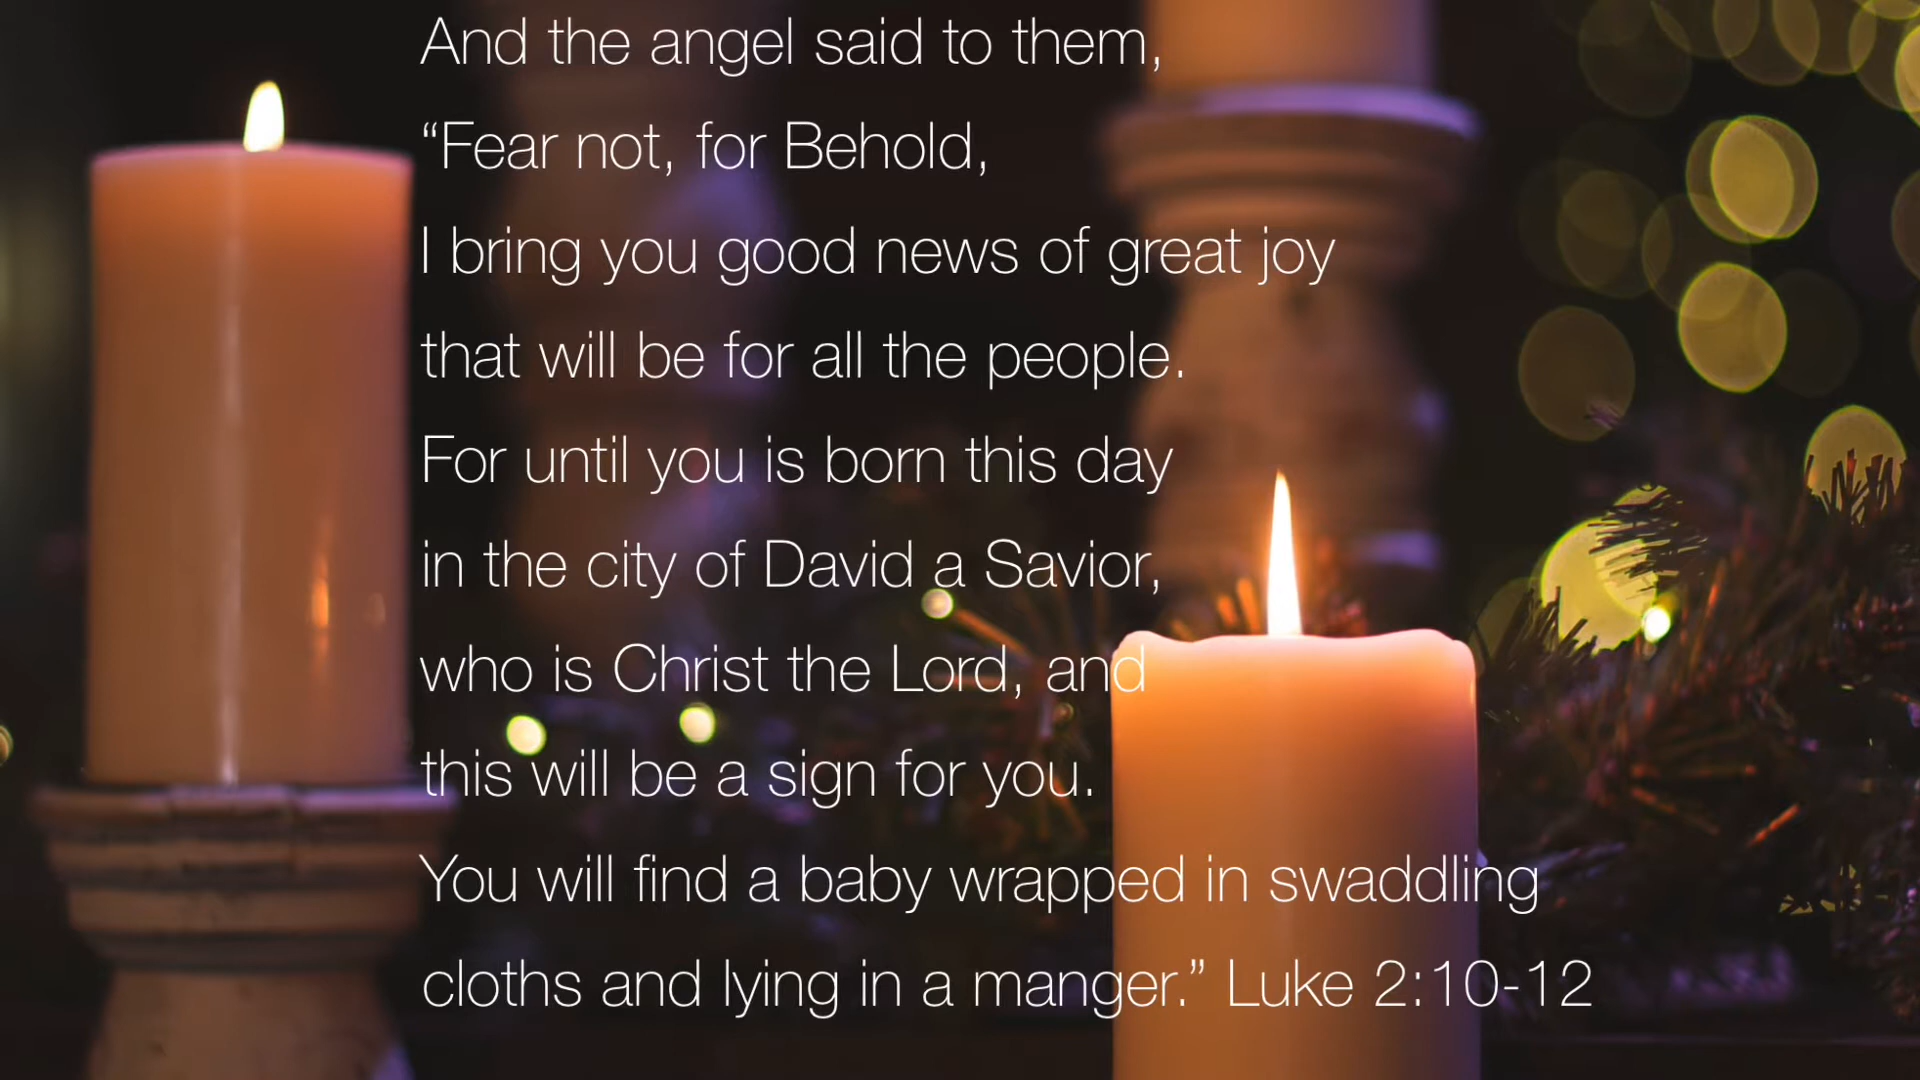 And the angel said to them,
“Fear not, for Behold,
I bring you good news of great joy
that will be for all the people.
For until you is born this day
in the city of David a Savior,
who is Christ the Lord, and
this will be a sign for you.
You will find a baby wrapped in swaddling
cloths and lying in a manger.” Luke 2:10-12